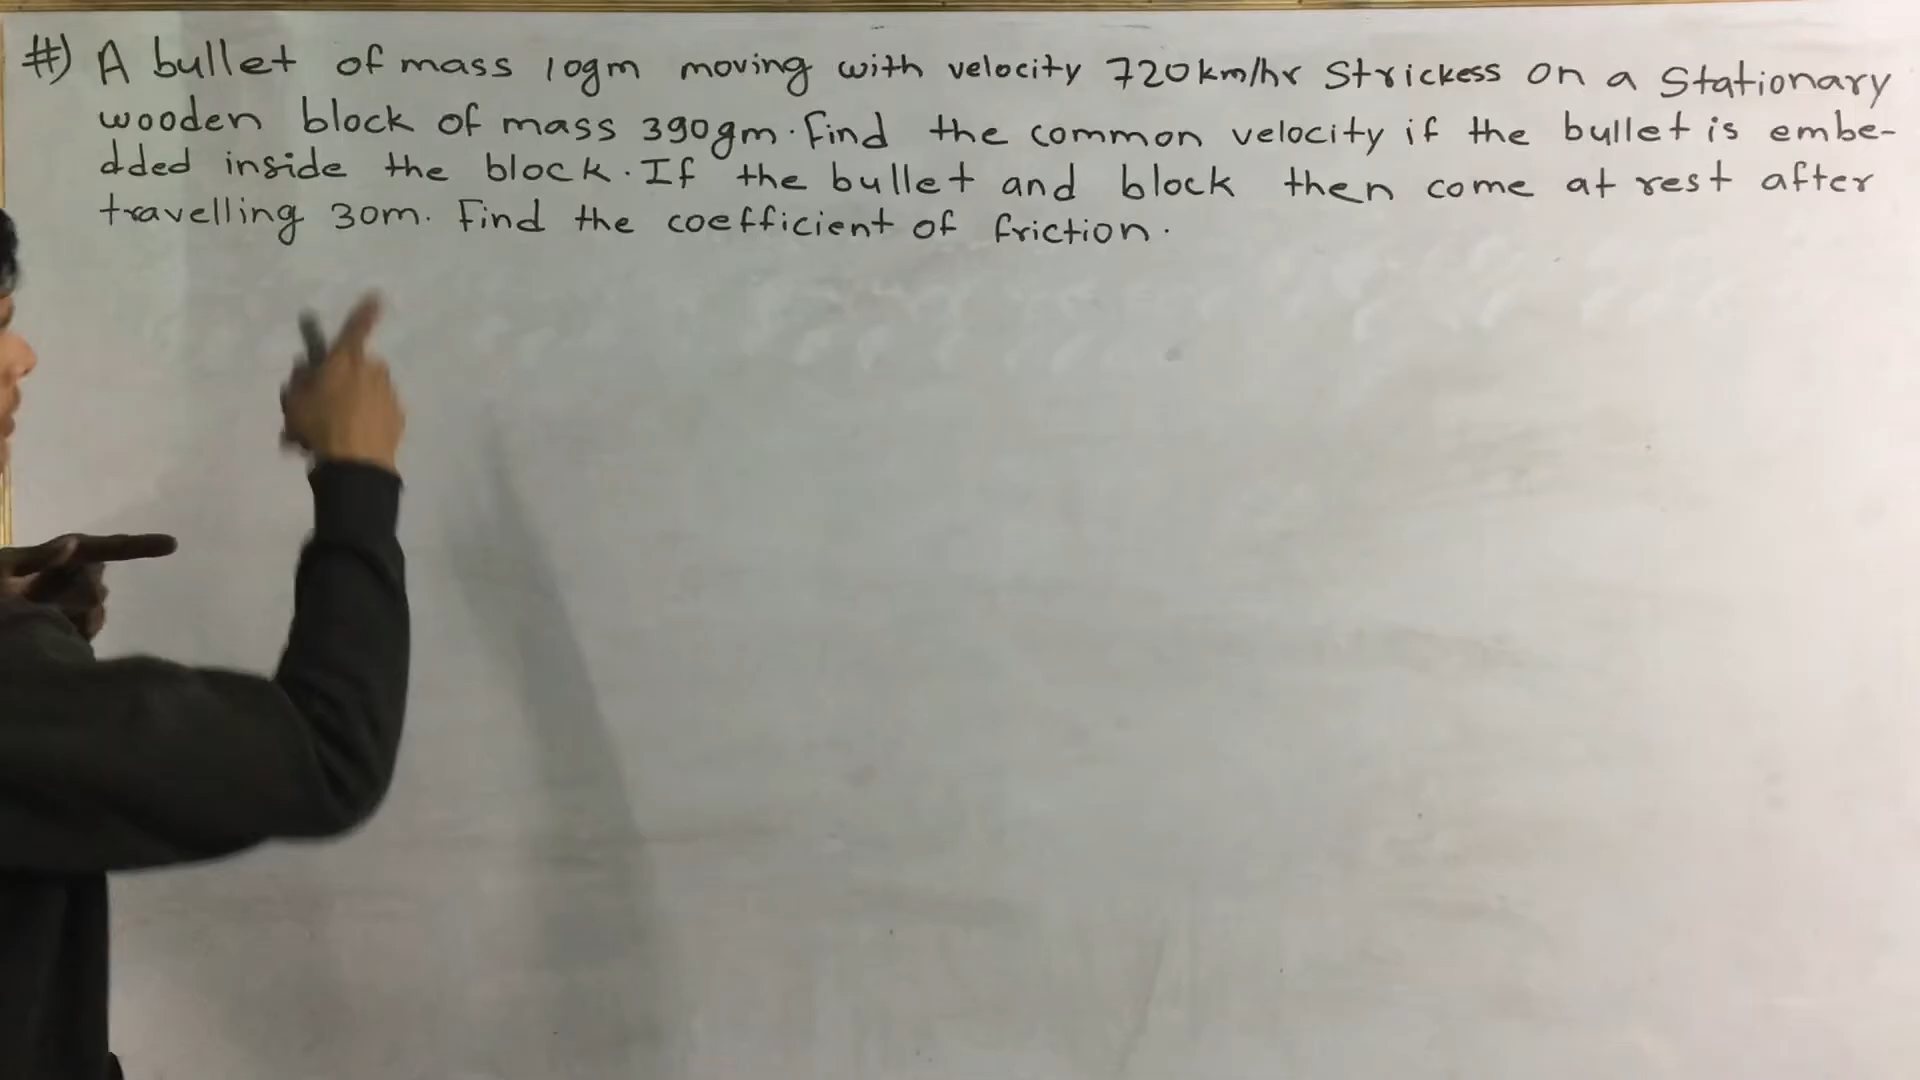 #) A bullet of mass 10gm moving with velocity 720km/hr Strickess on a Stationary
wooden block of mass 390gm. Find the common velocity if the bullet is embe-
dded inside the block. If the bullet and block then come at rest after
travelling 30m. Find the coefficient of friction.